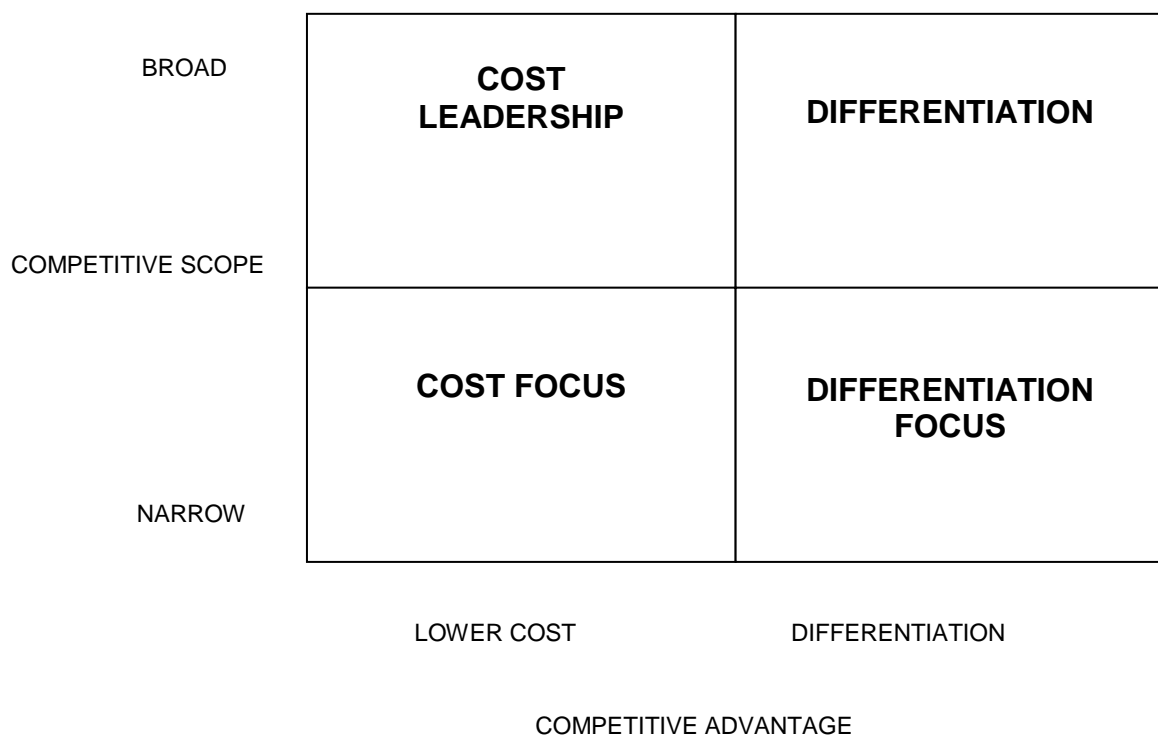 BROAD
COST
LEADERSHIP
DIFFERENTIATION
COMPETITIVE SCOPE
COST FOCUS
DIFFERENTIATION
FOCUS
NARROW
LOWER COST
DIFFERENTIATION
COMPETITIVE ADVANTAGE